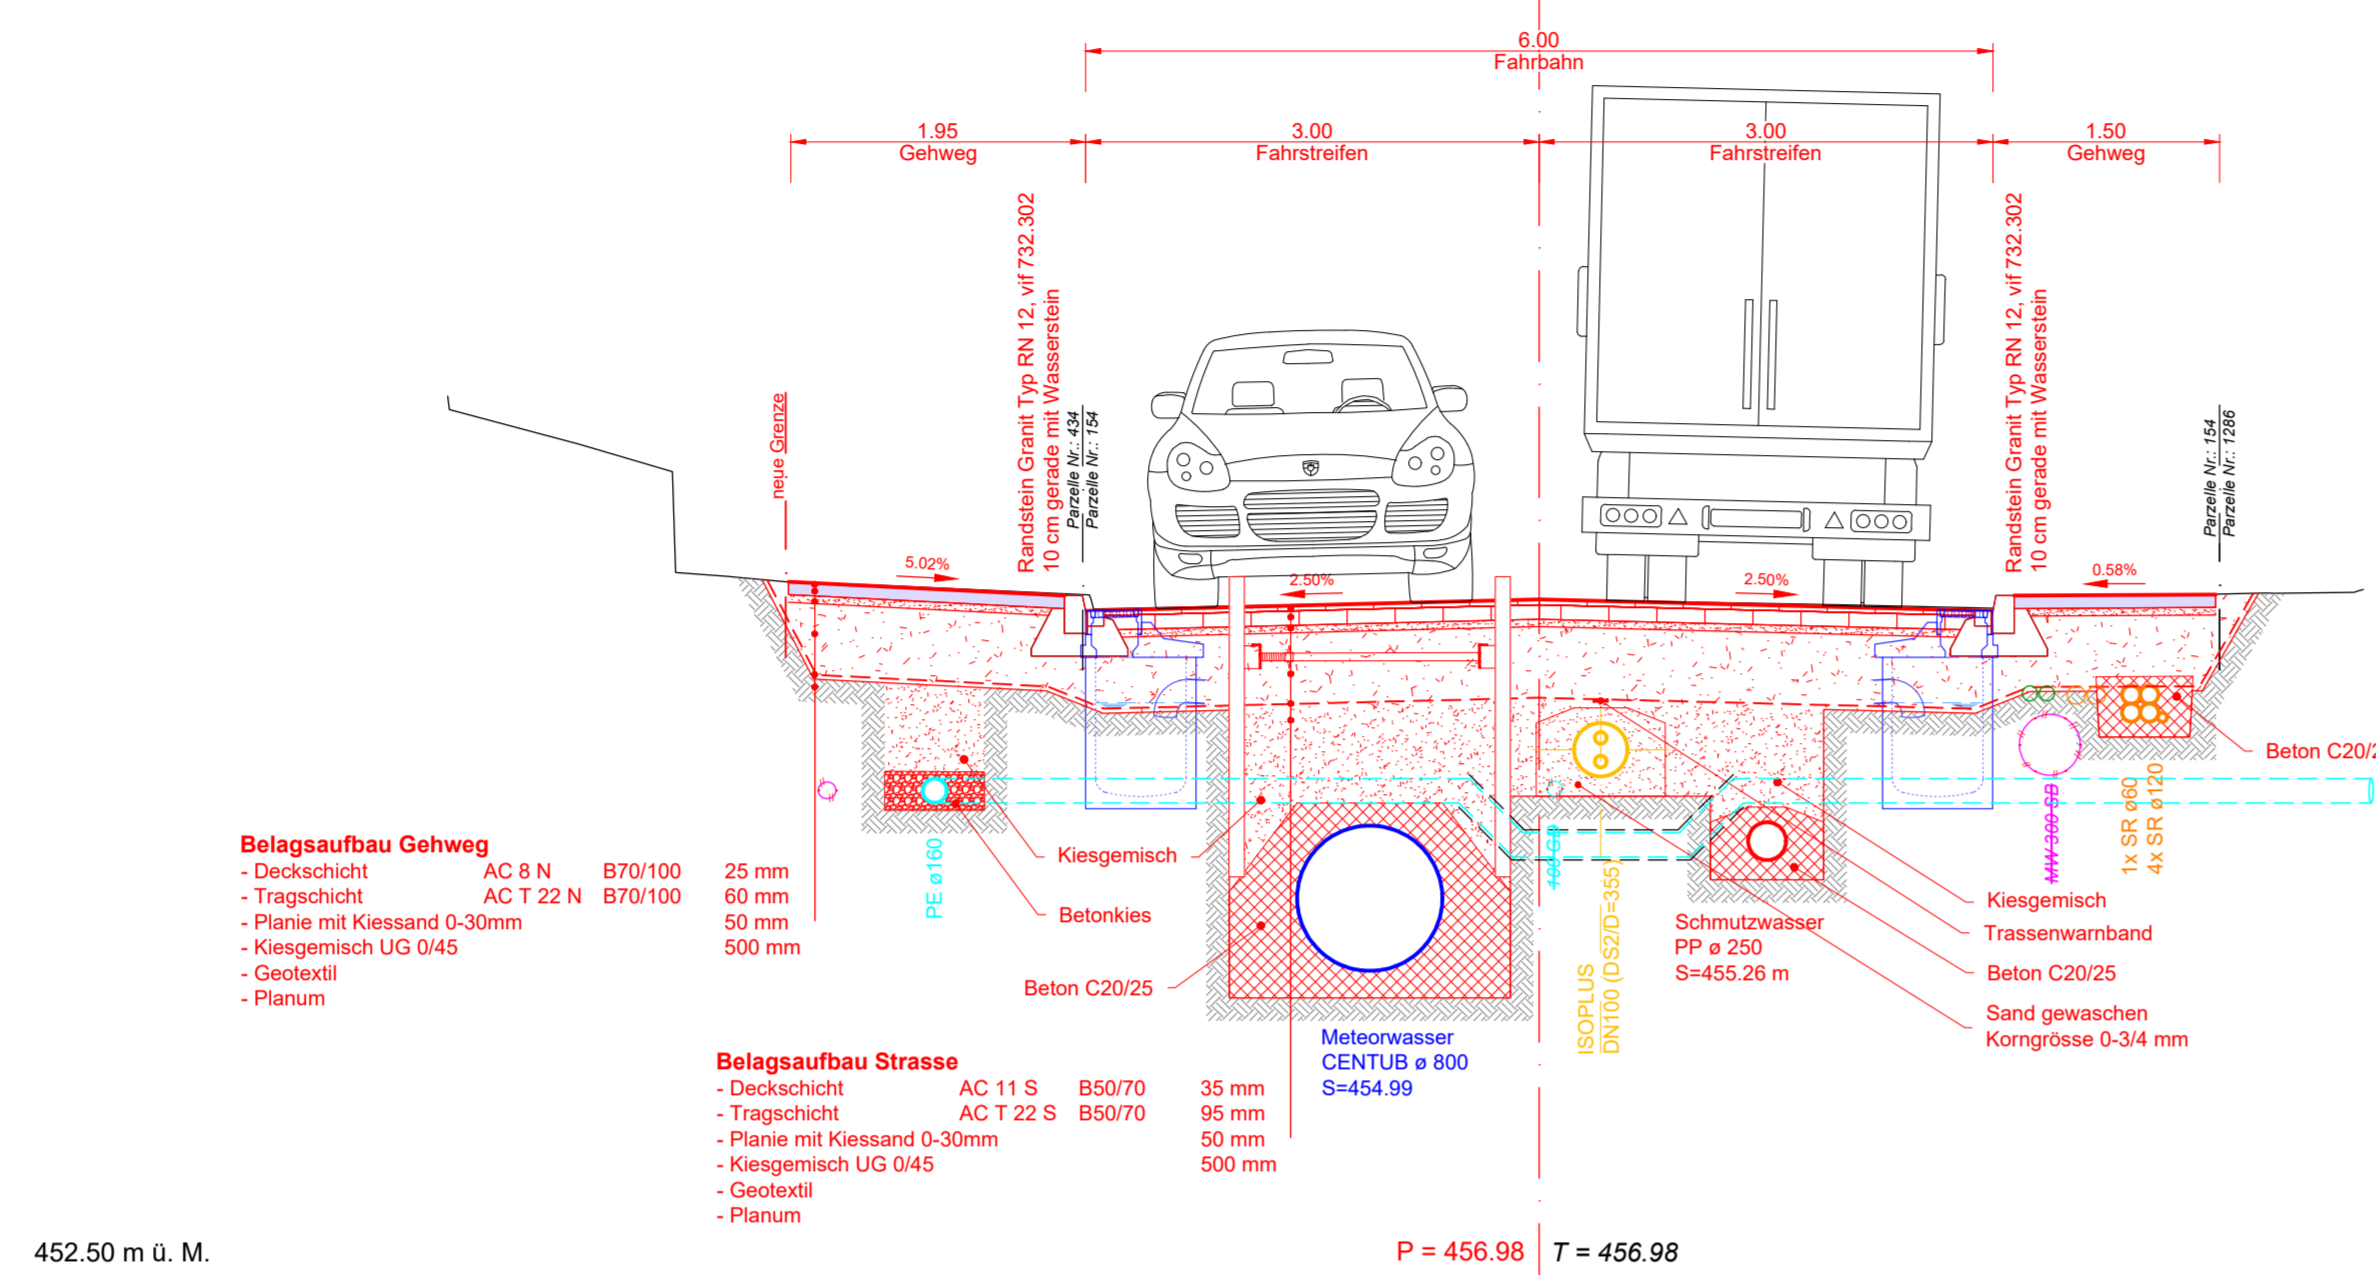 6.00
Fahrbahn
1.95
Gehweg
3.00
Fahrstreifen
3.00
Fahrstreifen
1.50
Gehweg
neue Grenze
Randstein Granit Typ RN 12, vif 732.302
10 cm gerade mit Wasserstein
Parzelle Nr.: 434
Parzelle Nr.: 154
Randstein Granit Typ RN 12, vif 732.302
10 cm gerade mit Wasserstein
Parzelle Nr.: 154
Parzelle Nr.: 1286
5.02%
2.50%
2.50%
0.58%
Belagsaufbau Gehweg
- Deckschicht AC 8 N B70/100 25 mm
- Tragschicht AC T 22 N B70/100 60 mm
- Planie mit Kiessand 0-30mm 50 mm
- Kiesgemisch UG 0/45 500 mm
- Geotextil
- Planum
PE ø160
Kiesgemisch
Betonkies
Beton C20/25
Belagsaufbau Strasse
- Deckschicht AC 11 S B50/70 35 mm
- Tragschicht AC T 22 S B50/70 95 mm
- Planie mit Kiessand 0-30mm 50 mm
- Kiesgemisch UG 0/45 500 mm
- Geotextil
- Planum
Meteorwasser
CENTUB ø 800
S=454.99
100 GD
ISOPLUS
DN100 (DS2/D=355)
Schmutzwasser
PP ø 250
S=455.26 m
MW 300 SB
1x SR ø60
4x SR ø120
Beton C20/2
Kiesgemisch
Trassenwarnband
Beton C20/25
Sand gewaschen
Korngrösse 0-3/4 mm
452.50 m ü. M.
P = 456.98
T = 456.98